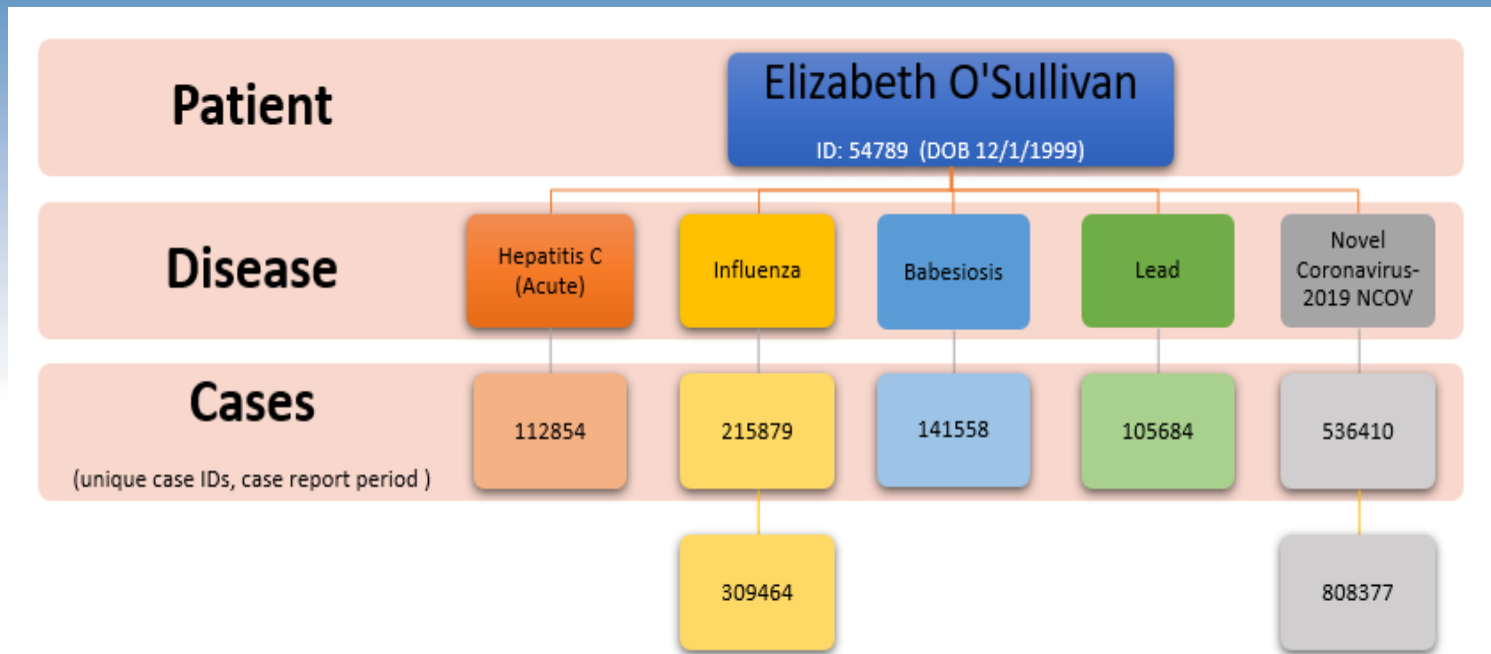 Patient
Elizabeth O'Sullivan
ID: 54789 (DOB 12/1/1999)
Disease
Hepatitis C
(Acute)
Influenza
Babesiosis
Lead
Novel
Coronavirus-
2019 NCOV
Cases
(unique case IDs, case report period )
112854
215879
141558
105684
536410
309464
808377